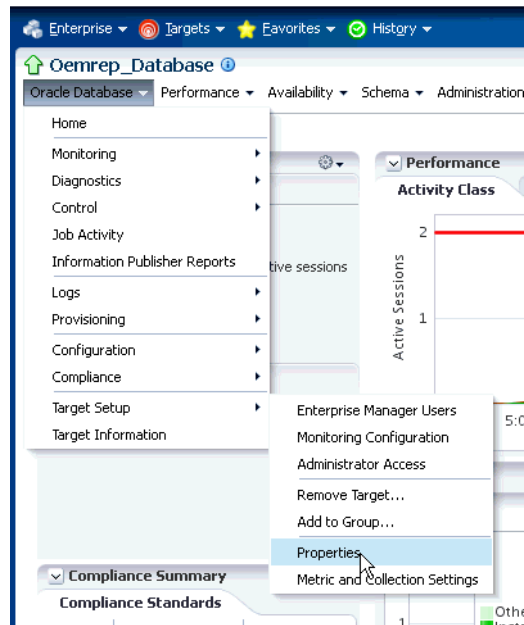 Enterprise Targets Favorites History
Oemrep_Database
Oracle Database Performance Availability Schema Administration
Home
Monitoring
Diagnostics
Control
Job Activity
Information Publisher Reports
Logs
Provisioning
Configuration
Compliance
Target Setup
Target Information
tive sessions
Performance
Activity Class
2
1
Active Sessions
5:0
Enterprise Manager Users
Monitoring Configuration
Administrator Access
Remove Target...
Add to Group...
Properties
Metric and Collection Settings
Compliance Summary
Compliance Standards
1
Othe